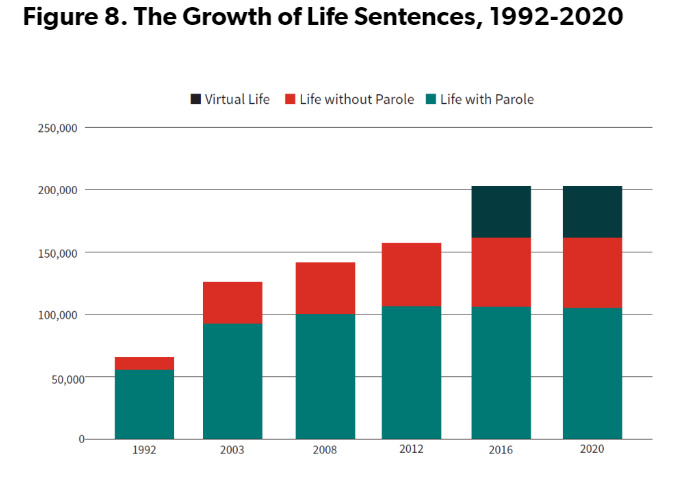 Figure 8. The Growth of Life Sentences, 1992-2020
Virtual Life Life without Parole Life with Parole
250,000
200,000
150,000
100,000
50,000
0
1992 2003 2008 2012 2016 2020